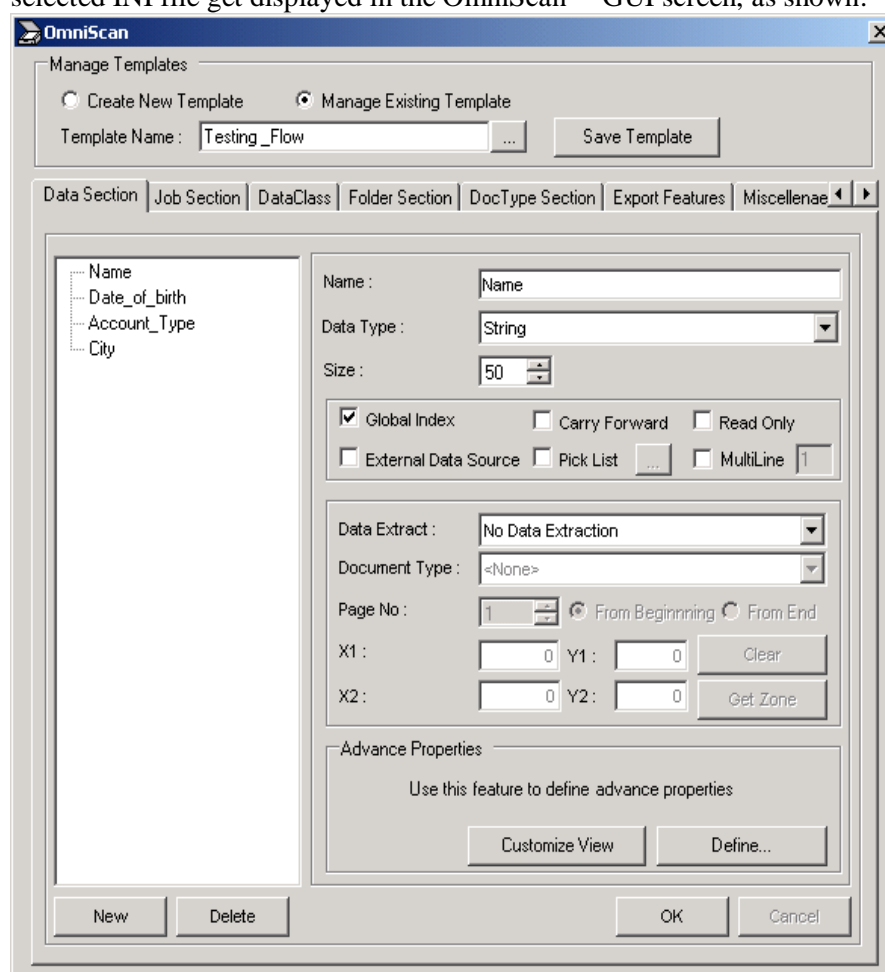 selected INI file get displayed in the OmniScan GUI screen, as shown:
OmniScan
Manage Templates
Create New Template Manage Existing Template
Template Name : Testing _Flow ... Save Template
Data Section Job Section DataClass Folder Section DocType Section Export Features Miscellenae
Name
Date_of_birth
Account_Type
City
Name : Name
Data Type : String
Size : 50
Global Index Carry Forward Read Only
External Data Source Pick List ... MultiLine 1
Data Extract : No Data Extraction
Document Type : <None>
Page No : 1 From Beginnning From End
X1 : 0 Y1 : 0 Clear
X2 : 0 Y2 : 0 Get Zone
Advance Properties
Use this feature to define advance properties
Customize View Define...
New Delete OK Cancel